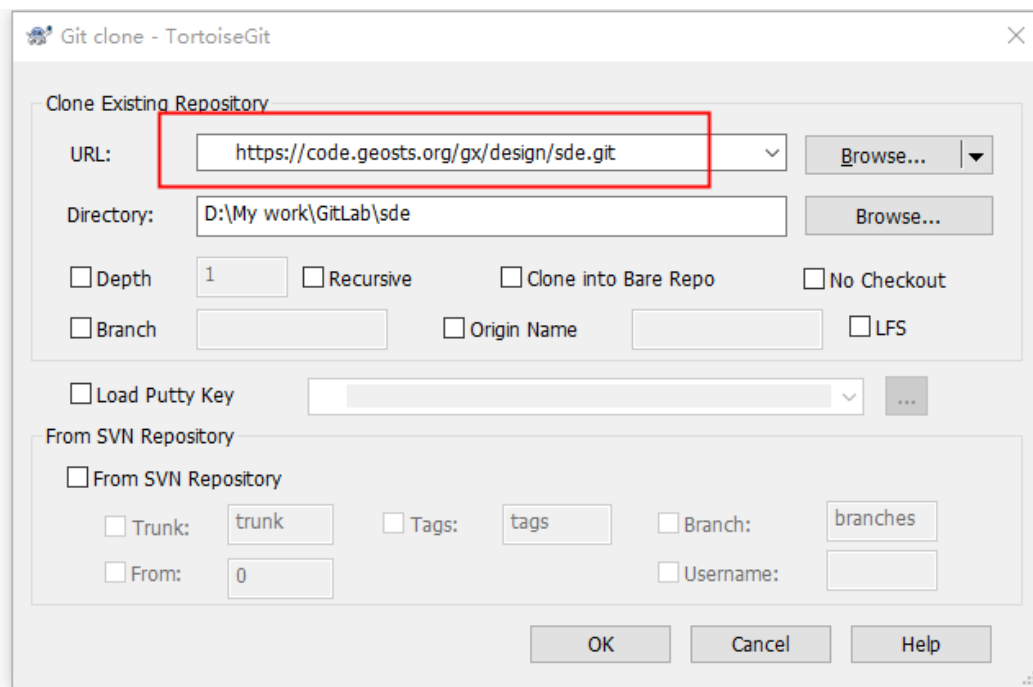 Git clone - TortoiseGit
Clone Existing Repository
URL: https://code.geosts.org/gx/design/sde.git Browse...
Directory: D:\My work\GitLab\sde Browse...
Depth 1 Recursive Clone into Bare Repo No Checkout
Branch Origin Name LFS
Load Putty Key ...
From SVN Repository
From SVN Repository
Trunk: trunk Tags: tags Branch: branches
From: 0 Username:
OK Cancel Help